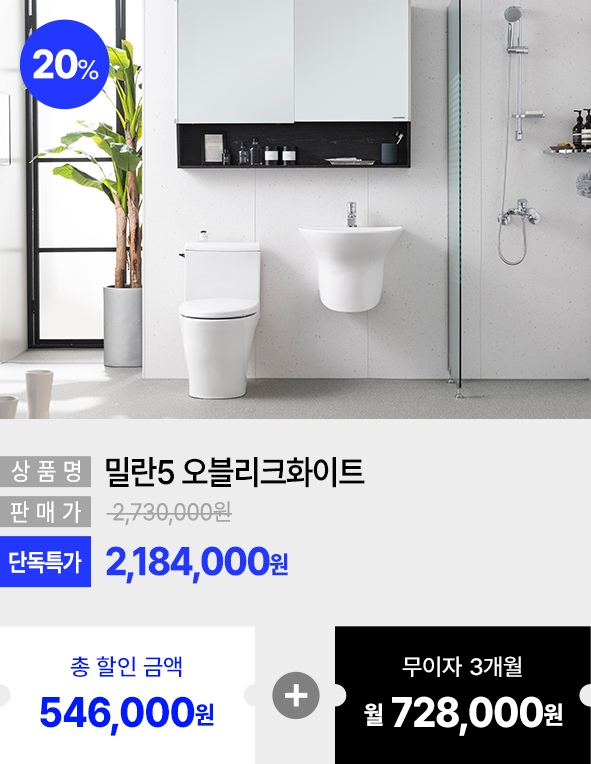 20%
상품명 밀란5 오블리크화이트
판매가 2,730,000원
단독특가 2,184,000원
총 할인 금액
546,000원
+
무이자 3개월
월 728,000원